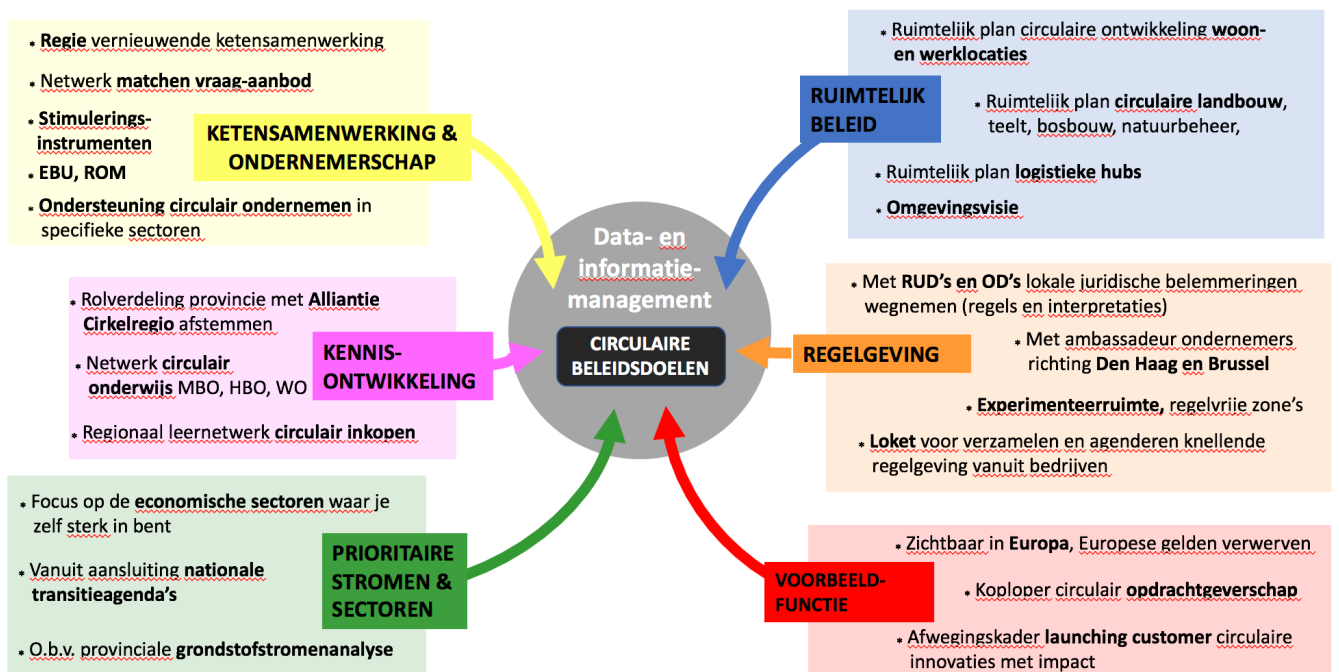 * Regie vernieuwende ketensamenwerking
* Netwerk matchen vraag-aanbod
* Stimulerings-
instrumenten
* EBU, ROM
* Ondersteuning circulair ondernemen in
specifieke sectoren
KETENSAMENWERKING &
ONDERNEMERSCHAP
* Rolverdeling provincie met Alliantie
Cirkelregio afstemmen
* Netwerk circulair
onderwijs MBO, HBO, WO
* Regionaal leernetwerk circulair inkopen
KENNIS-
ONTWIKKELING
* Focus op de economische sectoren waar je
zelf sterk in bent
* Vanuit aansluiting nationale
transitieagenda's
* O.b.v. provinciale grondstofstromenanalyse
PRIORITAIRE
STROMEN &
SECTOREN
Data- en
informatie-
management
CIRCULAIRE
BELEIDSDOELEN
RUIMTELIJK
BELEID
* Ruimtelijk plan circulaire ontwikkeling woon-
en werklocaties
* Ruimtelijk plan circulaire landbouw,
teelt, bosbouw, natuurbeheer,
* Ruimtelijk plan logistieke hubs
* Omgevingsvisie
REGELGEVING
* Met RUD's en OD's lokale juridische belemmeringen
wegnemen (regels en interpretaties)
* Met ambassadeur ondernemers
richting Den Haag en Brussel
* Experimenteerruimte, regelvrije zone's
* Loket voor verzamelen en agenderen knellende
regelgeving vanuit bedrijven
VOORBEELD-
FUNCTIE
* Zichtbaar in Europa, Europese gelden verwerven
* Koploper circulair opdrachtgeverschap
* Afwegingskader launching customer circulaire
innovaties met impact